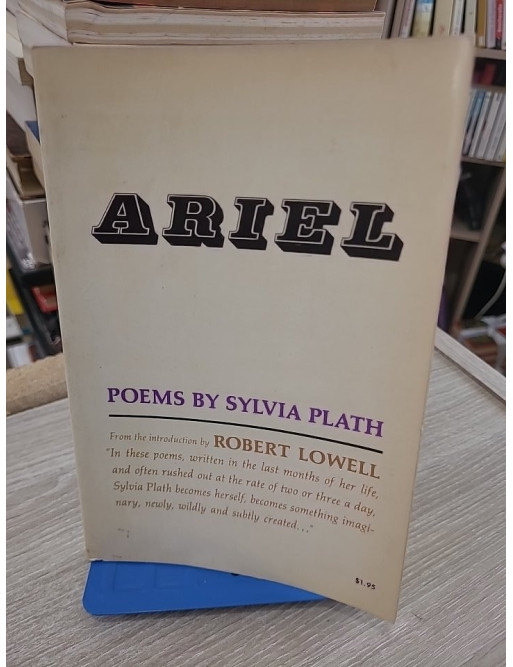 ARIEL
POEMS BY SYLVIA PLATH
From the introduction by ROBERT LOWELL
"In these poems, written in the last months of her life,
and often rushed out at the rate of two or three a day,
Sylvia Plath becomes herself, becomes something imagi-
nary, newly, wildly and subtly created..."
$1.95